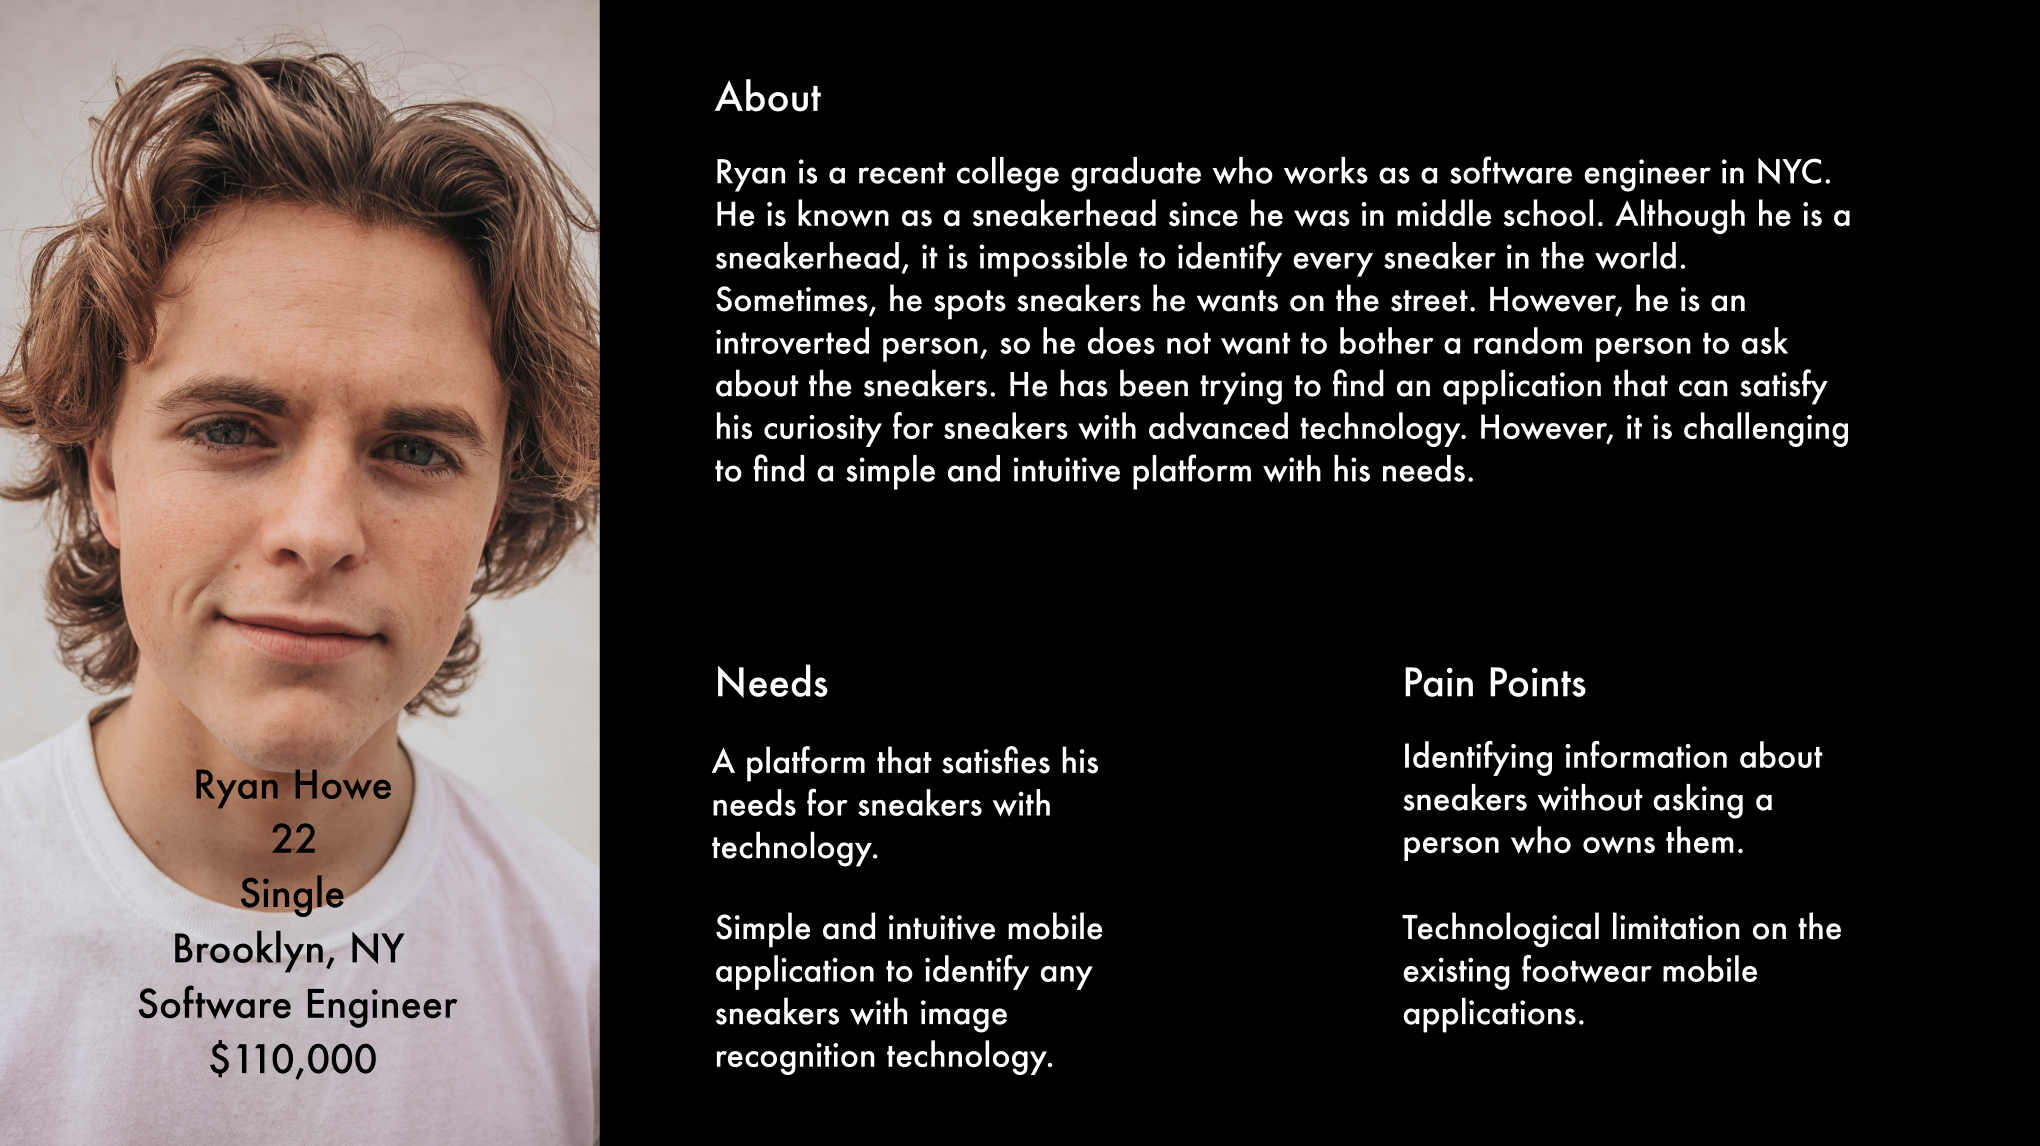 Ryan Howe
22
Single
Brooklyn, NY
Software Engineer
$110,000
About
Ryan is a recent college graduate who works as a software engineer in NYC.
He is known as a sneakerhead since he was in middle school. Although he is a
sneakerhead, it is impossible to identify every sneaker in the world.
Sometimes, he spots sneakers he wants on the street. However, he is an
introverted person, so he does not want to bother a random person to ask
about the sneakers. He has been trying to find an application that can satisfy
his curiosity for sneakers with advanced technology. However, it is challenging
to find a simple and intuitive platform with his needs.
Needs
A platform that satisfies his
needs for sneakers with
technology.
Simple and intuitive mobile
application to identify any
sneakers with image
recognition technology.
Pain Points
Identifying information about
sneakers without asking a
person who owns them.
Technological limitation on the
existing footwear mobile
applications.